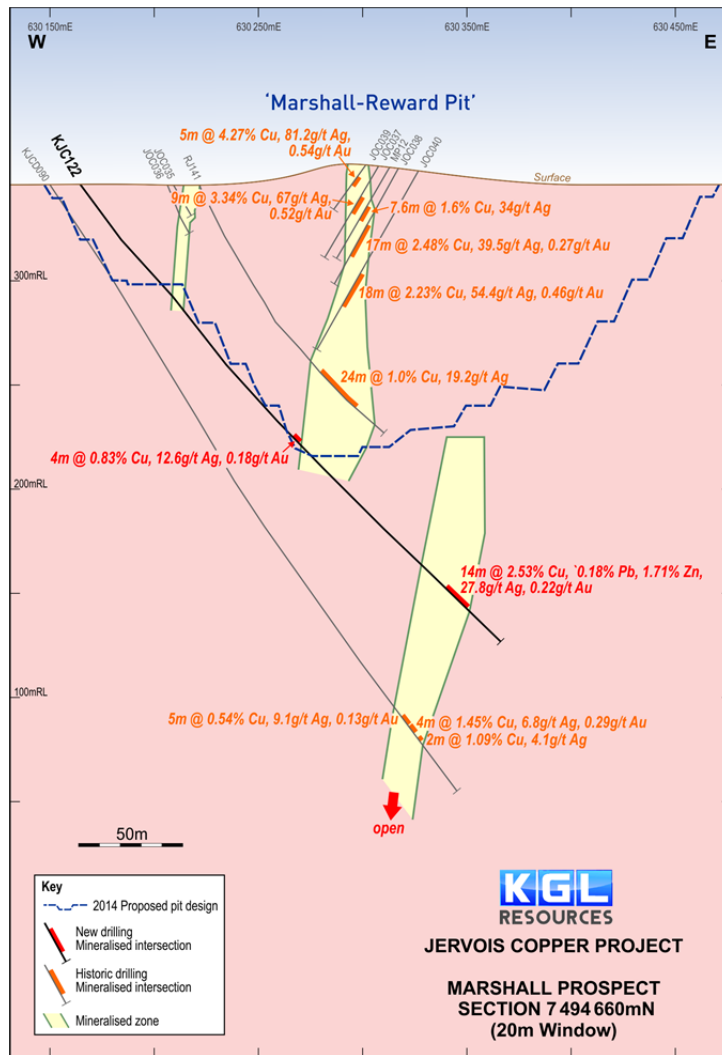 630 150mE
630 250mE
630 350mE
630 450mE
W
E
'Marshall-Reward Pit'
KJCD090
KJC122
JOC036
JOC035
RJ141
JOC039
JOC037
MP12
JOC038
JOC040
5m @ 4.27% Cu, 81.2g/t Ag,
0.54g/t Au
Surface
9m @ 3.34% Cu, 67g/t Ag,
0.52g/t Au
7.6m @ 1.6% Cu, 34g/t Ag
17m @ 2.48% Cu, 39.5g/t Ag, 0.27g/t Au
300mRL
18m @ 2.23% Cu, 54.4g/t Ag, 0.46g/t Au
24m @ 1.0% Cu, 19.2g/t Ag
4m @ 0.83% Cu, 12.6g/t Ag, 0.18g/t Au
200mRL
14m @ 2.53% Cu, `0.18% Pb, 1.71% Zn,
27.8g/t Ag, 0.22g/t Au
100mRL
5m @ 0.54% Cu, 9.1g/t Ag, 0.13g/t Au
4m @ 1.45% Cu, 6.8g/t Ag, 0.29g/t Au
2m @ 1.09% Cu, 4.1g/t Ag
open
50m
Key
2014 Proposed pit design
New drilling
Mineralised intersection
Historic drilling
Mineralised intersection
Mineralised zone
KGL
RESOURCES
JERVOIS COPPER PROJECT
MARSHALL PROSPECT
SECTION 7 494 660mN
(20m Window)